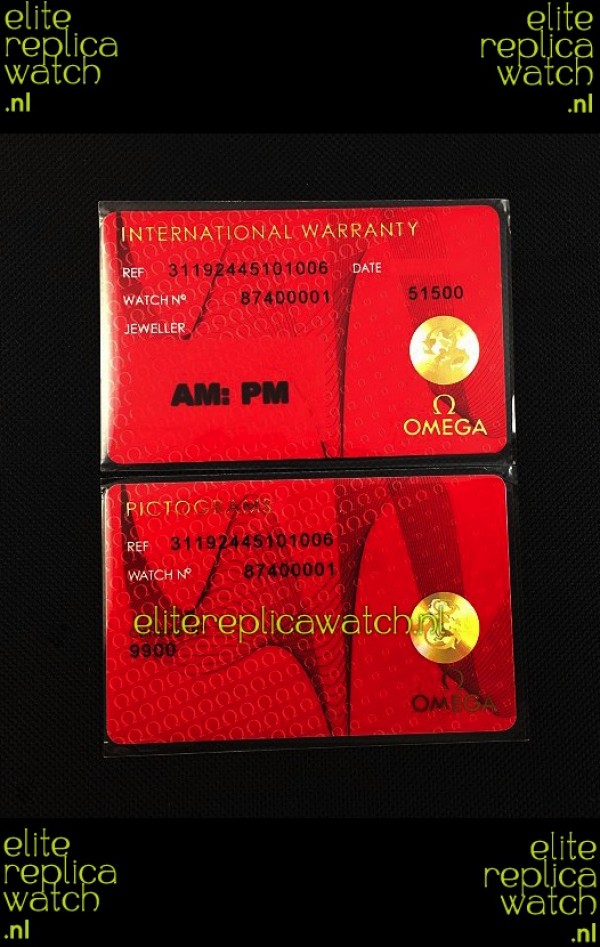 elite
replica
watch
.nl
elite
replica
watch
.nl
INTERNATIONAL WARRANTY
REF 31192445101006 DATE
WATCH Nº 87400001 51500
JEWELLER
AM: PM
Ω
OMEGA
PICTOGRAMS
REF 31192445101006
WATCH Nº 87400001
elitereplicawatch.nl
9900
Ω
OMEGA
elite
replica
watch
.nl
elite
replica
watch
.nl